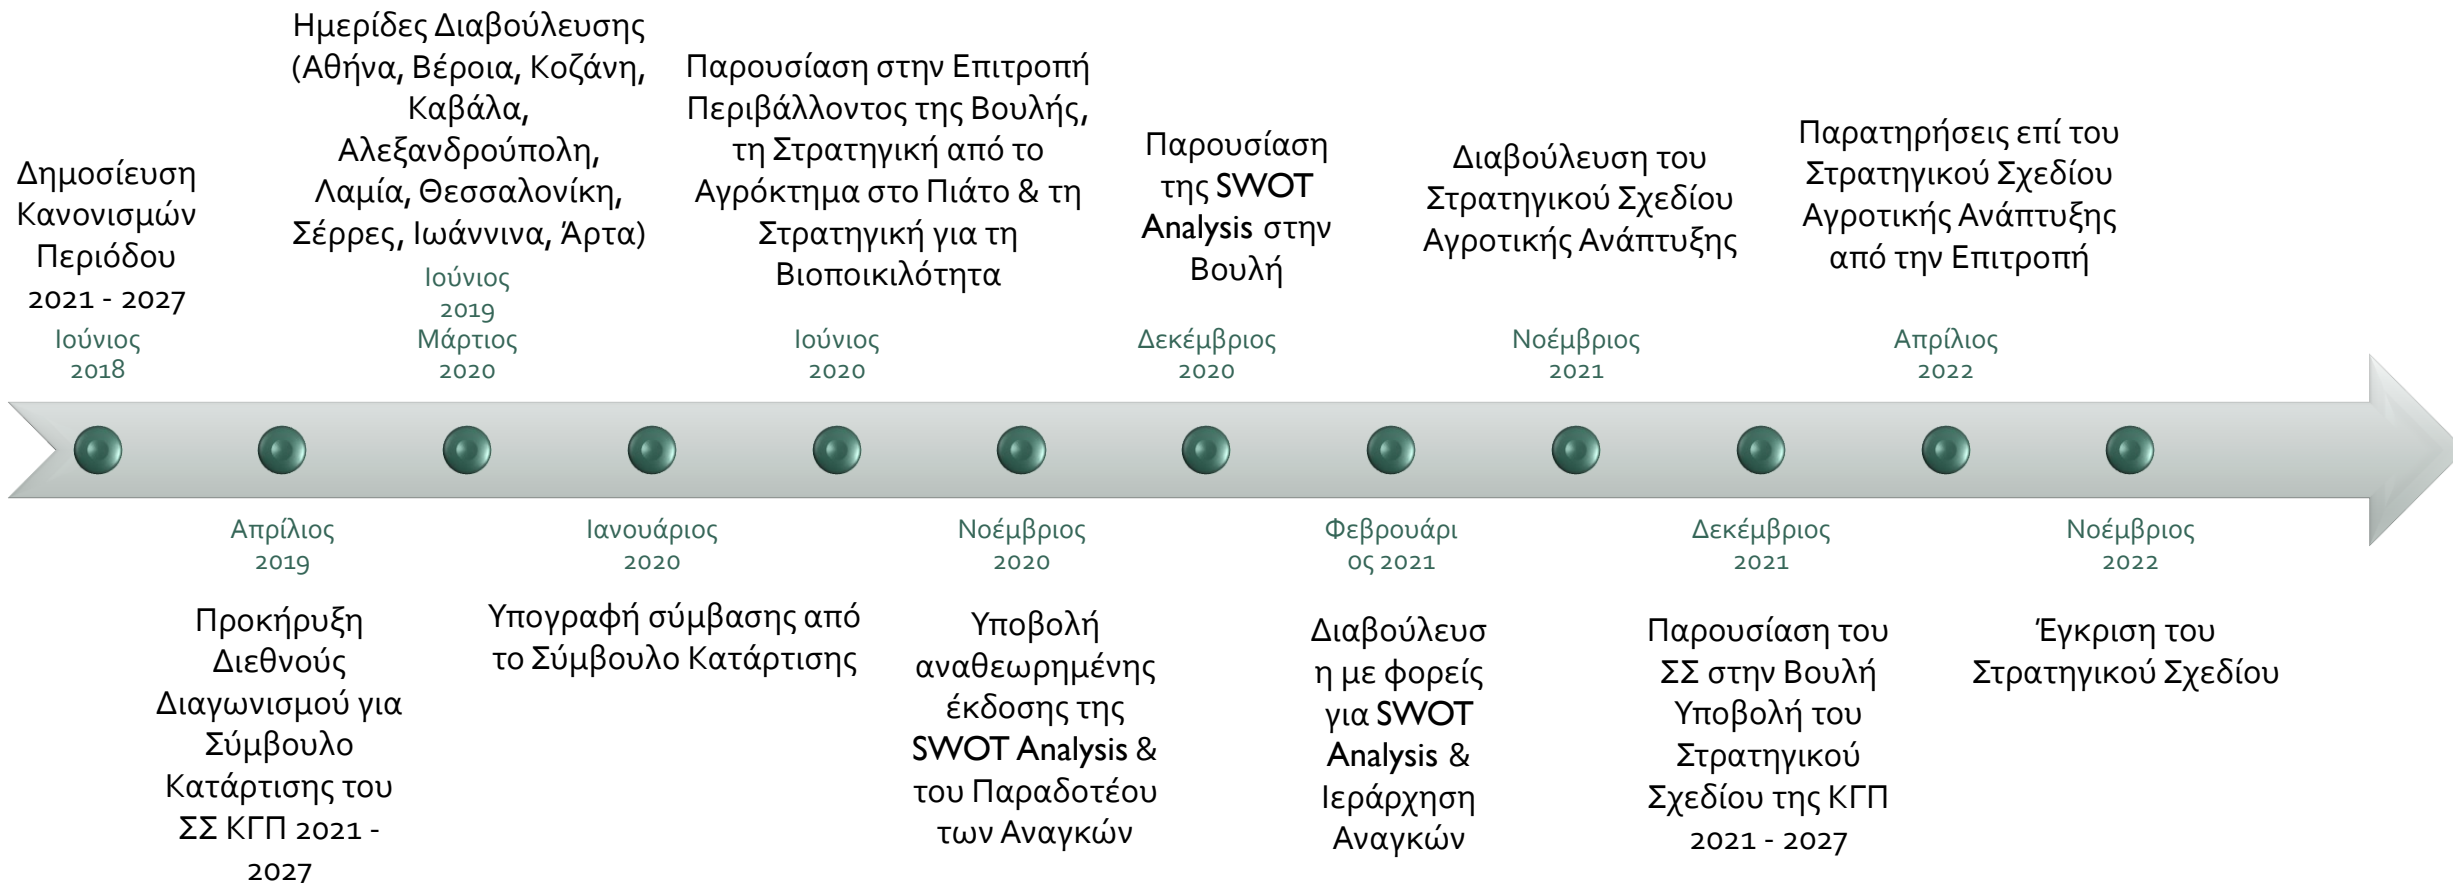 Δημοσίευση
Κανονισμών
Περιόδου
2021 - 2027
Ιούνιος
2018
Απρίλιος
2019
Προκήρυξη
Διεθνούς
Διαγωνισμού για
Σύμβουλο
Κατάρτισης του
ΣΣ ΚΓΠ 2021 -
2027
Ημερίδες Διαβούλευσης
(Αθήνα, Βέροια, Κοζάνη,
Καβάλα,
Αλεξανδρούπολη,
Λαμία, Θεσσαλονίκη,
Σέρρες, Ιωάννινα, Άρτα)
Ιούνιος
2019
Μάρτιος
2020
Ιανουάριος
2020
Υπογραφή σύμβασης από
το Σύμβουλο Κατάρτισης
Παρουσίαση στην Επιτροπή
Περιβάλλοντος της Βουλής,
τη Στρατηγική από το
Αγρόκτημα στο Πιάτο & τη
Στρατηγική για τη
Βιοποικιλότητα
Ιούνιος
2020
Νοέμβριος
2020
Υποβολή
αναθεωρημένης
έκδοσης της
SWOT Analysis &
του Παραδοτέου
των Αναγκών
Παρουσίαση
της SWOT
Analysis στην
Βουλή
Δεκέμβριος
2020
Φεβρουάρι
ος 2021
Διαβούλευσ
η με φορείς
για SWOT
Analysis &
Ιεράρχηση
Αναγκών
Διαβούλευση του
Στρατηγικού Σχεδίου
Αγροτικής Ανάπτυξης
Νοέμβριος
2021
Δεκέμβριος
2021
Παρουσίαση του
ΣΣ στην Βουλή
Υποβολή του
Στρατηγικού
Σχεδίου της ΚΓΠ
2021 - 2027
Παρατηρήσεις επί του
Στρατηγικού Σχεδίου
Αγροτικής Ανάπτυξης
από την Επιτροπή
Απρίλιος
2022
Νοέμβριος
2022
Έγκριση του
Στρατηγικού Σχεδίου